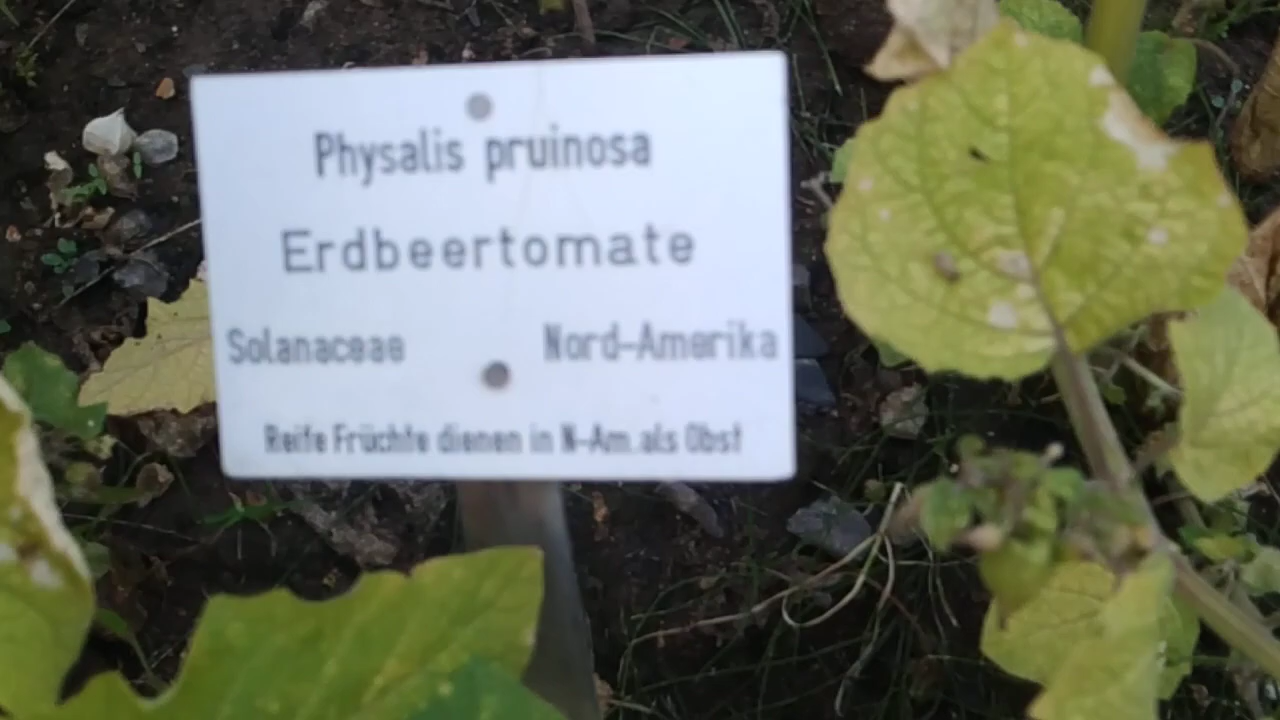 Physalis pruinosa
Erdbeertomate
Solanaceae Nord-Amerika
Reife Früchte dienen in N-Am. als Obst